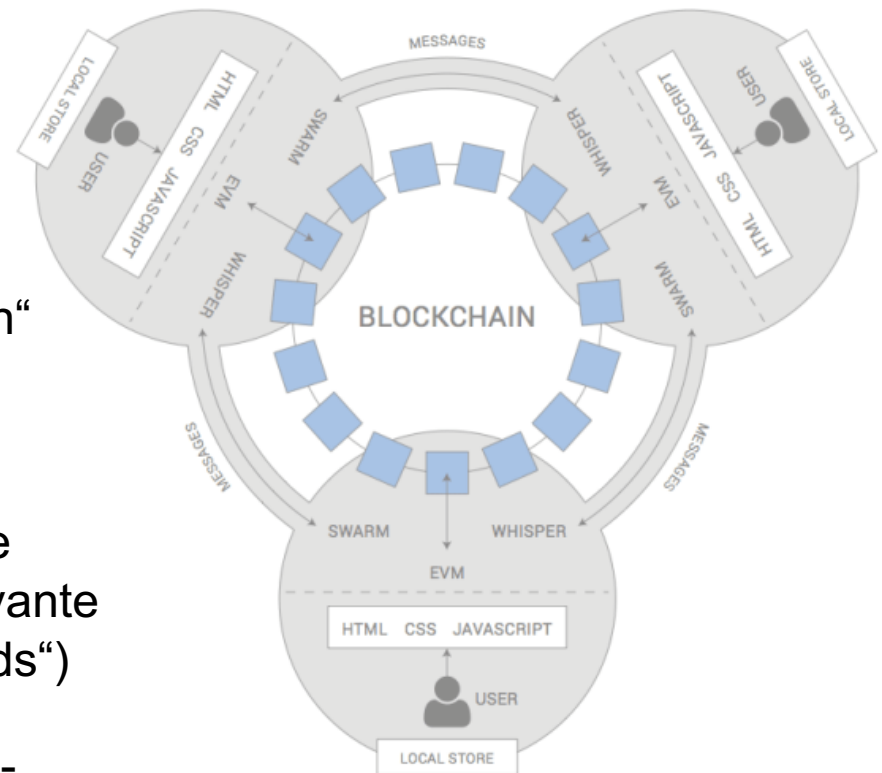 n“
e
vante
ds“)
-
MESSAGES
LOCAL STORE
USER
HTML CSS JAVASCRIPT
SWARM
EVM
WHISPER
LOCAL STORE
USER
HTML CSS JAVASCRIPT
WHISPER
EVM
SWARM
BLOCKCHAIN
MESSAGES
MESSAGES
SWARM WHISPER
EVM
HTML CSS JAVASCRIPT
USER
LOCAL STORE